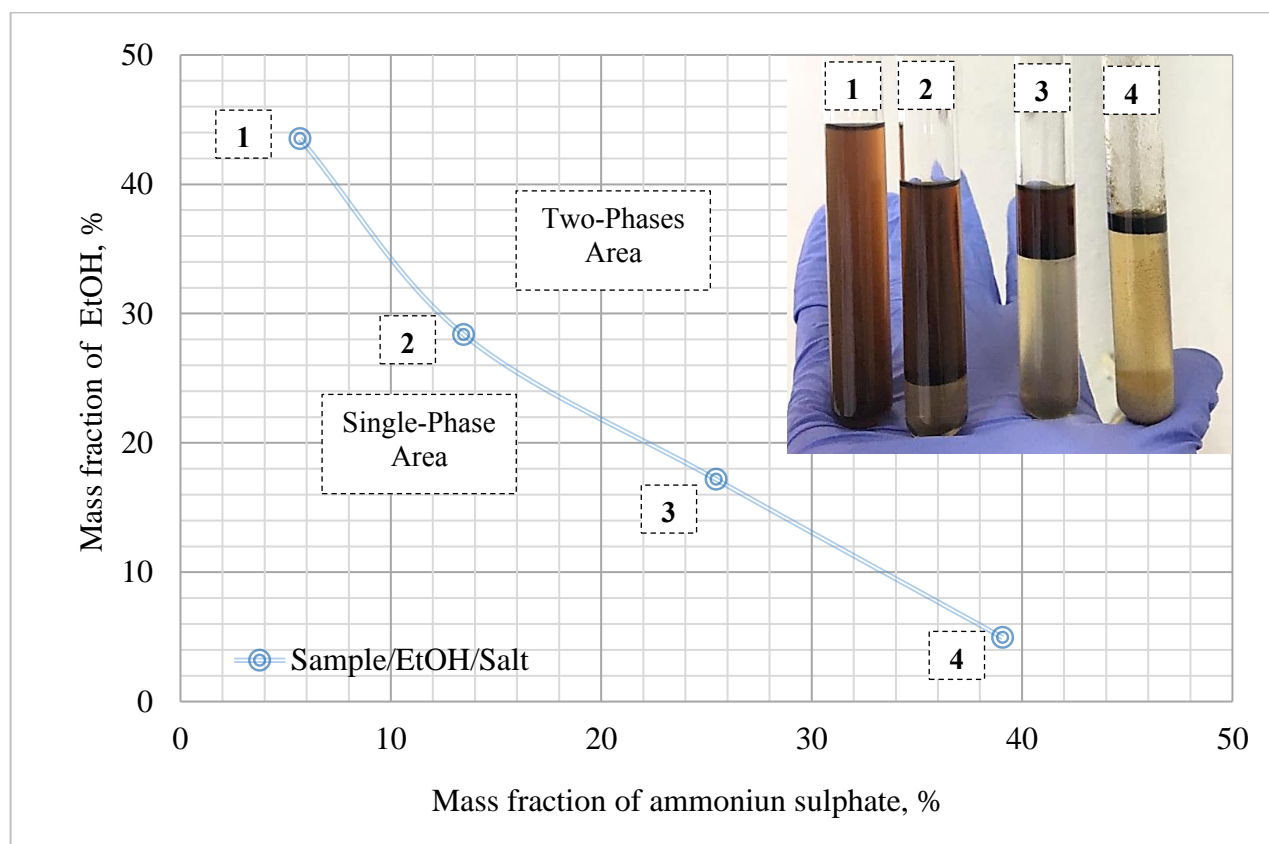 50
40
30
20
10
0
0
10
20
30
40
50
Mass fraction of EtOH, %
Mass fraction of ammoniun sulphate, %
1
2
3
4
Two-Phases
Area
Single-Phase
Area
Sample/EtOH/Salt
1
2
3
4